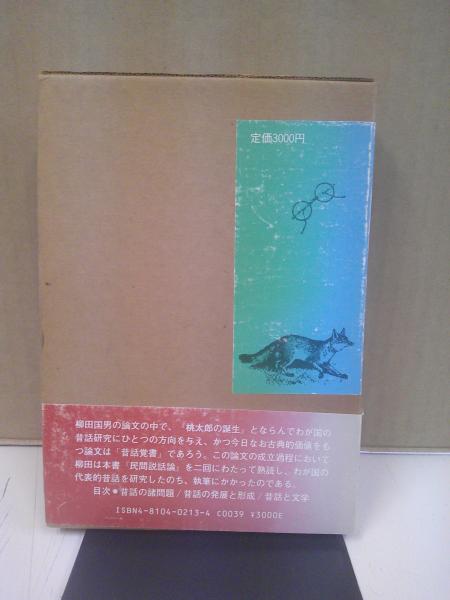 定価3000円
柳田国男の論文の中で、「桃太郎の誕生」とならんでわが国の
昔話研究にひとつの方向を与え、かつ今日なお古典的価値をも
つ論文は「昔話覚書」であろう。この論文の成立過程において
柳田は本書「民間説話論」を二回にわたって熟読し、わが国の
代表的昔話を研究したのち、執筆にかかったのである。
目次●昔話の諸問題/昔話の発展と形成/昔話と文学
ISBN4-8104-0213-4 C0039 ¥3000E